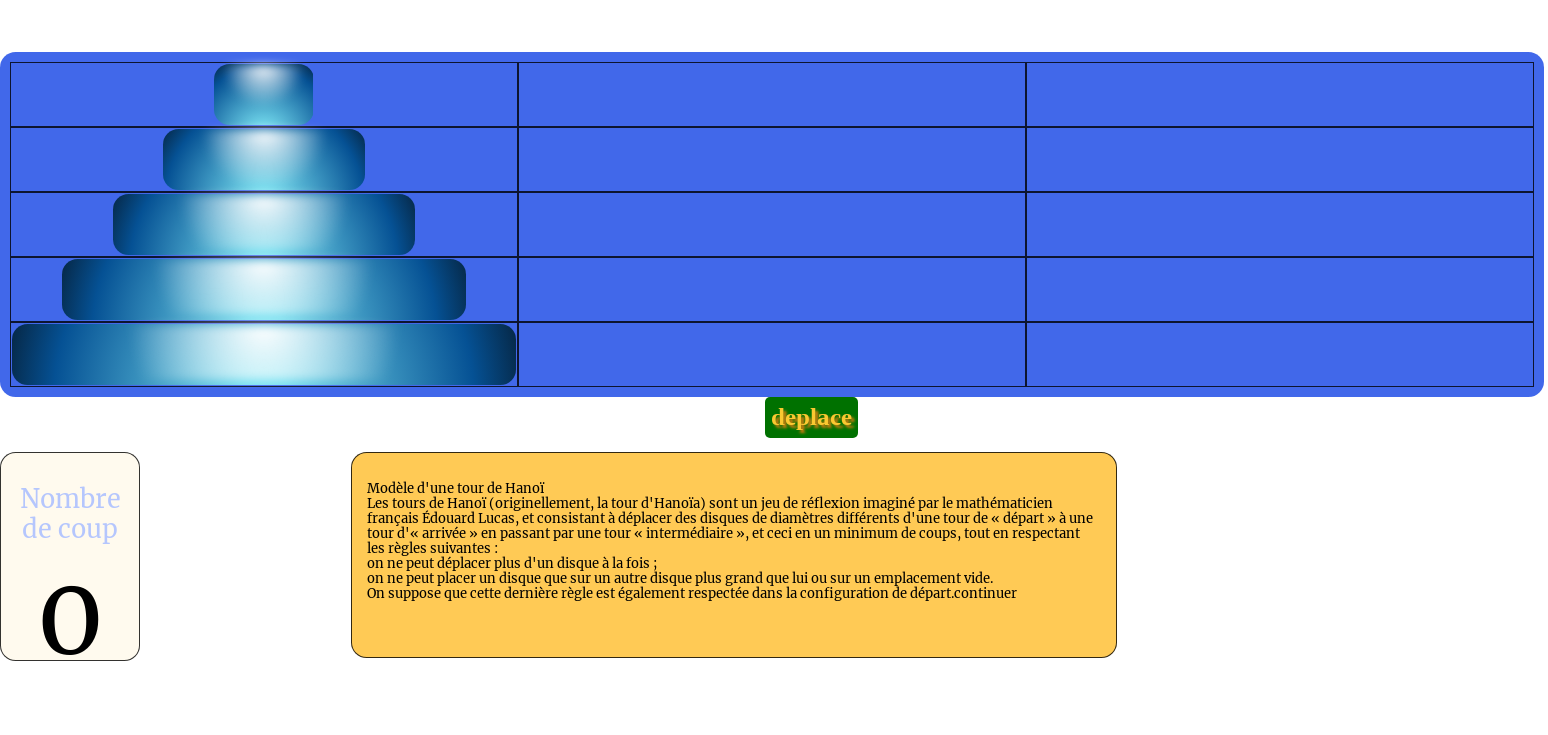 deplace
Nombre
de coup
0
Modèle d'une tour de Hanoï
Les tours de Hanoï (originellement, la tour d'Hanoïa) sont un jeu de réflexion imaginé par le mathématicien
français Édouard Lucas, et consistant à déplacer des disques de diamètres différents d'une tour de « départ » à une
tour d'« arrivée » en passant par une tour « intermédiaire », et ceci en un minimum de coups, tout en respectant
les règles suivantes :
on ne peut déplacer plus d'un disque à la fois ;
on ne peut placer un disque que sur un autre disque plus grand que lui ou sur un emplacement vide.
On suppose que cette dernière règle est également respectée dans la configuration de départ.continuer